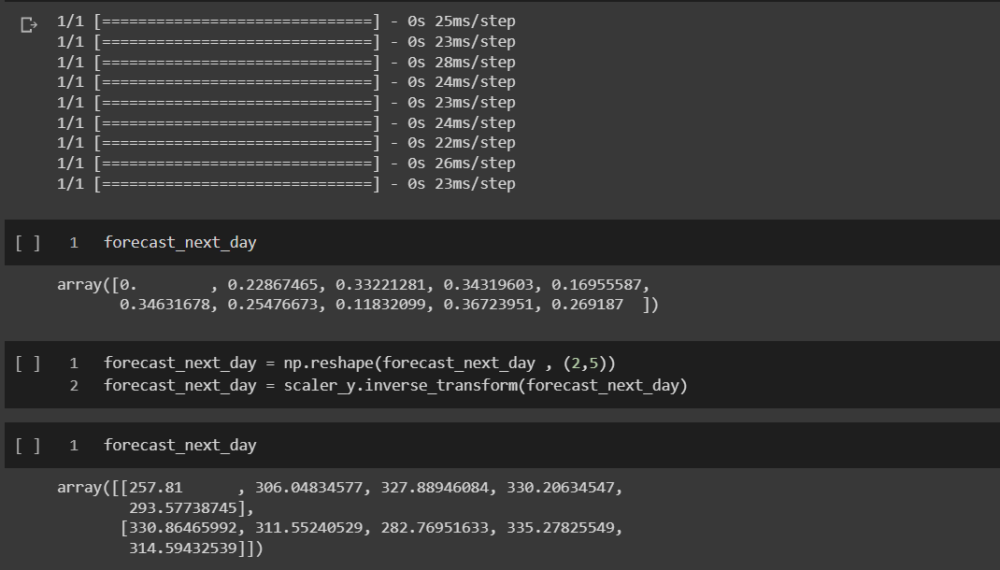 1/1 [==============================] - 0s 25ms/step
1/1 [==============================] - 0s 23ms/step
1/1 [==============================] - 0s 28ms/step
1/1 [==============================] - 0s 24ms/step
1/1 [==============================] - 0s 23ms/step
1/1 [==============================] - 0s 24ms/step
1/1 [==============================] - 0s 22ms/step
1/1 [==============================] - 0s 26ms/step
1/1 [==============================] - 0s 23ms/step
[ ] 1 forecast_next_day
array([0.        , 0.22867465, 0.33221281, 0.34319603, 0.16955587,
       0.34631678, 0.25476673, 0.11832099, 0.36723951, 0.269187  ])
[ ] 1 forecast_next_day = np.reshape(forecast_next_day , (2,5))
2 forecast_next_day = scaler_y.inverse_transform(forecast_next_day)
[ ] 1 forecast_next_day
array([[257.81      , 306.04834577, 327.88946084, 330.20634547,
        293.57738745],
       [330.86465992, 311.55240529, 282.76951633, 335.27825549,
        314.59432539]])